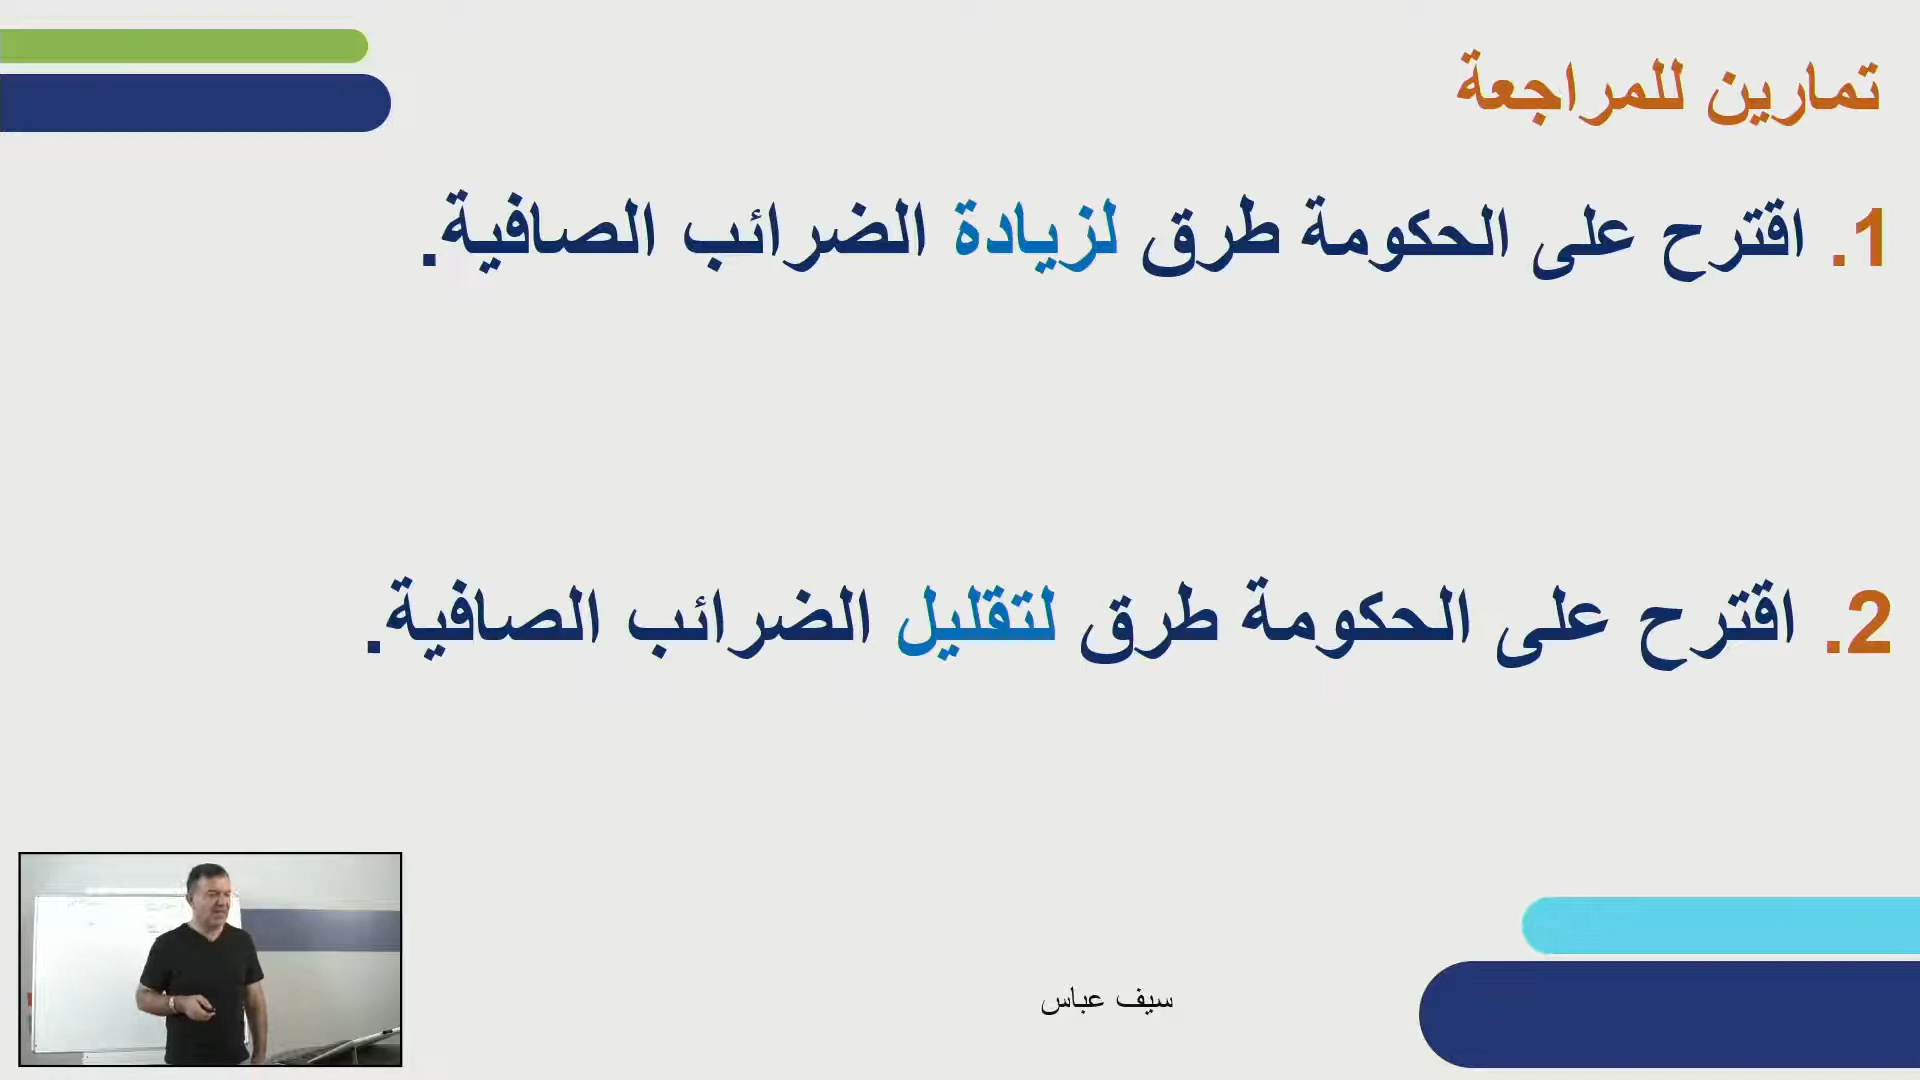 تمارين للمراجعة
1. اقترح على الحكومة طرق لزيادة الضرائب الصافية.
2. اقترح على الحكومة طرق لتقليل الضرائب الصافية.
سيف عباس